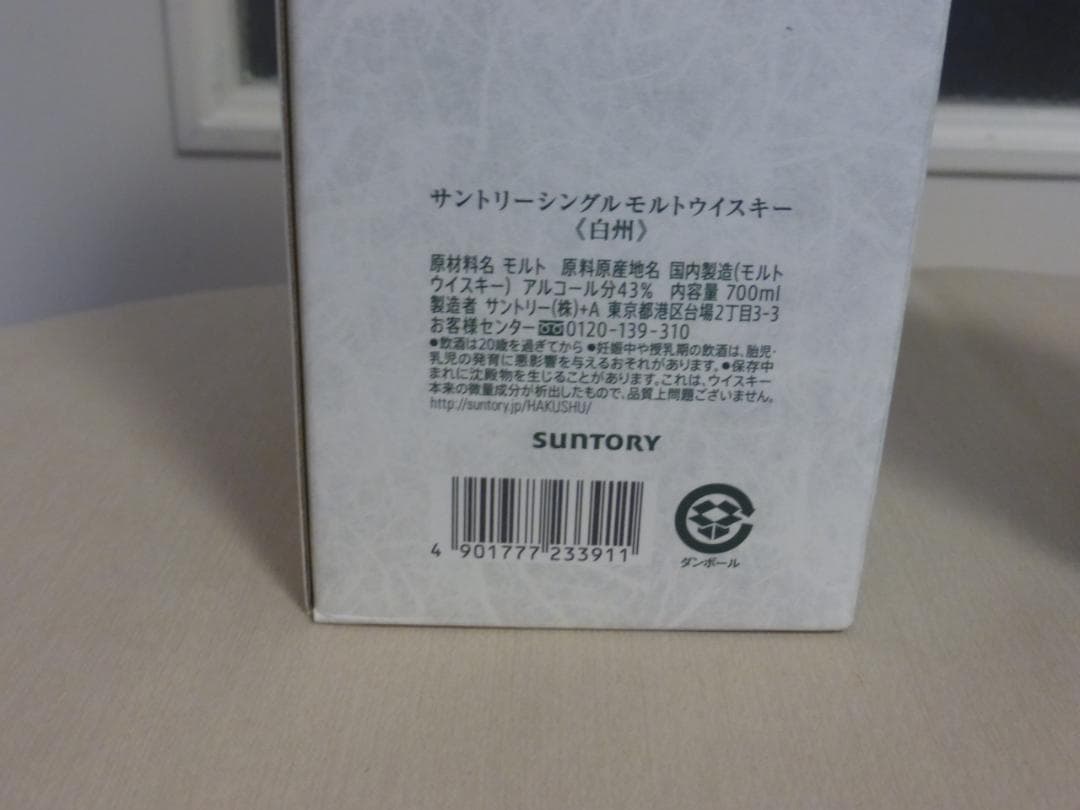 サントリーシングルモルトウイスキー
《白州》
原材料名 モルト 原料原産地名 国内製造(モルト
ウイスキー) アルコール分43% 内容量 700ml
製造者 サントリー(株)+A 東京都港区台場2丁目3-3
お客様センター 0120-139-310
●飲酒は20歳を過ぎてから ●妊娠中や授乳期の飲酒は、胎児・
乳児の発育に悪影響を与えるおそれがあります。●保存中
まれに沈殿物を生じることがあります。これは、ウイスキー
本来の微量成分が析出したもので、品質上問題ございません。
http://suntory.jp/HAKUSHU/
SUNTORY
4 901777 233911
ダンボール